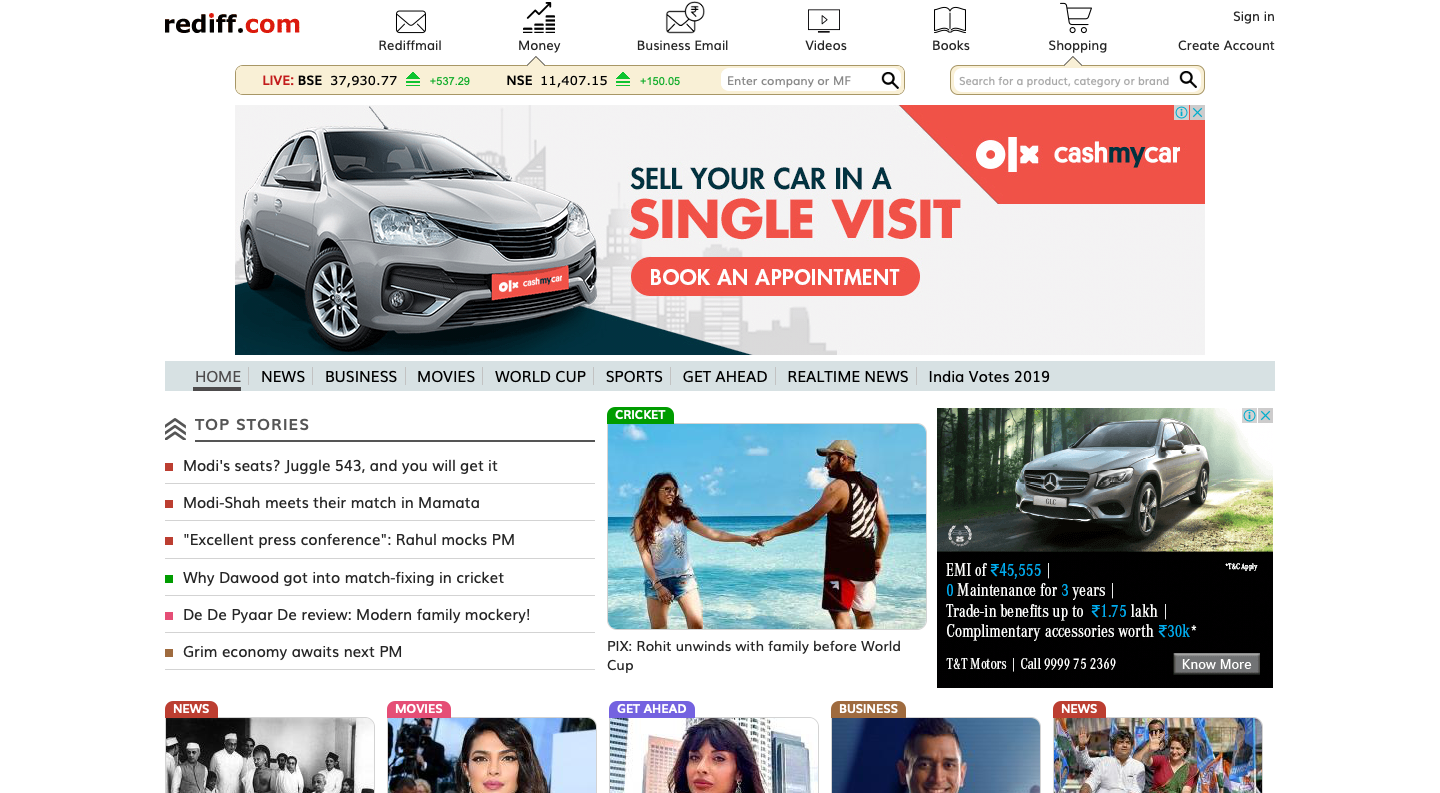 rediff.com
Rediffmail
Money
Business Email
Videos
Books
Shopping
Sign in
Create Account
LIVE: BSE 37,930.77 +537.29 NSE 11,407.15 +150.05
Enter company or MF
Search for a product, category or brand
olx cashmycar
SELL YOUR CAR IN A
SINGLE VISIT
BOOK AN APPOINTMENT
olx cashmycar
HOME NEWS BUSINESS MOVIES WORLD CUP SPORTS GET AHEAD REALTIME NEWS India Votes 2019
TOP STORIES
Modi's seats? Juggle 543, and you will get it
Modi-Shah meets their match in Mamata
"Excellent press conference": Rahul mocks PM
Why Dawood got into match-fixing in cricket
De De Pyaar De review: Modern family mockery!
Grim economy awaits next PM
CRICKET
PIX: Rohit unwinds with family before World
Cup
GLC
EMI of ₹45,555 |
*T&C Apply
0 Maintenance for 3 years |
Trade-in benefits up to ₹1.75 lakh |
Complimentary accessories worth ₹30k*
T&T Motors | Call 9999 75 2369
Know More
NEWS
MOVIES
GET AHEAD
BUSINESS
NEWS